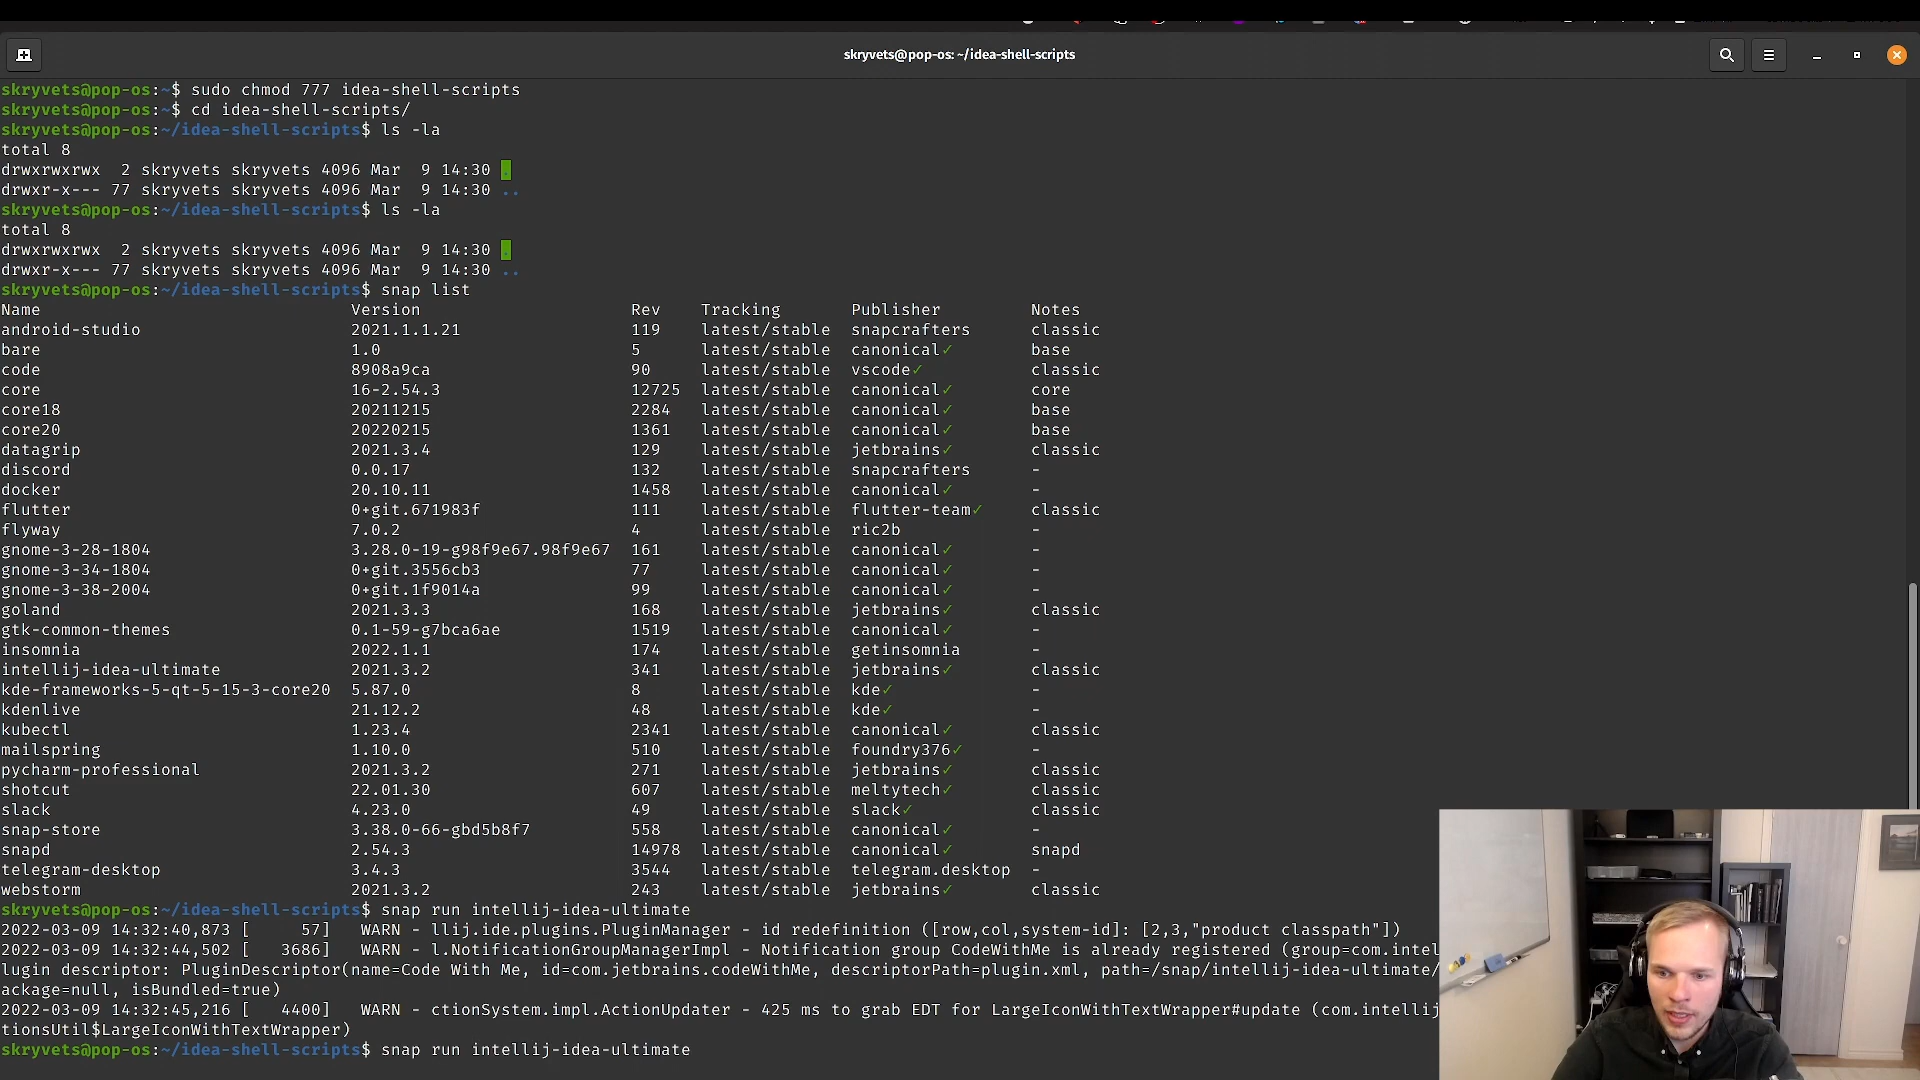 skryvets@pop-os: ~/idea-shell-scripts
skryvets@pop-os:~$ sudo chmod 777 idea-shell-scripts
skryvets@pop-os:~$ cd idea-shell-scripts/
skryvets@pop-os:~/idea-shell-scripts$ ls -la
total 8
drwxrwxrwx  2 skryvets skryvets 4096 Mar  9 14:30 .
drwxr-x--- 77 skryvets skryvets 4096 Mar  9 14:30 ..
skryvets@pop-os:~/idea-shell-scripts$ ls -la
total 8
drwxrwxrwx  2 skryvets skryvets 4096 Mar  9 14:30 .
drwxr-x--- 77 skryvets skryvets 4096 Mar  9 14:30 ..
skryvets@pop-os:~/idea-shell-scripts$ snap list
Name Version Rev Tracking Publisher Notes
android-studio 2021.1.1.21 119 latest/stable snapcrafters classic
bare 1.0 5 latest/stable canonical✓ base
code 8908a9ca 90 latest/stable vscode✓ classic
core 16-2.54.3 12725 latest/stable canonical✓ core
core18 20211215 2284 latest/stable canonical✓ base
core20 20220215 1361 latest/stable canonical✓ base
datagrip 2021.3.4 129 latest/stable jetbrains✓ classic
discord 0.0.17 132 latest/stable snapcrafters -
docker 20.10.11 1458 latest/stable canonical✓ -
flutter 0+git.671983f 111 latest/stable flutter-team✓ classic
flyway 7.0.2 4 latest/stable ric2b -
gnome-3-28-1804 3.28.0-19-g98f9e67.98f9e67 161 latest/stable canonical✓ -
gnome-3-34-1804 0+git.3556cb3 77 latest/stable canonical✓ -
gnome-3-38-2004 0+git.1f9014a 99 latest/stable canonical✓ -
goland 2021.3.3 168 latest/stable jetbrains✓ classic
gtk-common-themes 0.1-59-g7bca6ae 1519 latest/stable canonical✓ -
insomnia 2022.1.1 174 latest/stable getinsomnia -
intellij-idea-ultimate 2021.3.2 341 latest/stable jetbrains✓ classic
kde-frameworks-5-qt-5-15-3-core20 5.87.0 8 latest/stable kde✓ -
kdenlive 21.12.2 48 latest/stable kde✓ -
kubectl 1.23.4 2341 latest/stable canonical✓ classic
mailspring 1.10.0 510 latest/stable foundry376✓ -
pycharm-professional 2021.3.2 271 latest/stable jetbrains✓ classic
shotcut 22.01.30 607 latest/stable meltytech✓ classic
slack 4.23.0 49 latest/stable slack✓ classic
snap-store 3.38.0-66-gbd5b8f7 558 latest/stable canonical✓ -
snapd 2.54.3 14978 latest/stable canonical✓ snapd
telegram-desktop 3.4.3 3544 latest/stable telegram.desktop -
webstorm 2021.3.2 243 latest/stable jetbrains✓ classic
skryvets@pop-os:~/idea-shell-scripts$ snap run intellij-idea-ultimate
2022-03-09 14:32:40,873 [     57]   WARN - llij.ide.plugins.PluginManager - id redefinition ([row,col,system-id]: [2,3,"product classpath"])
2022-03-09 14:32:44,502 [   3686]   WARN - l.NotificationGroupManagerImpl - Notification group CodeWithMe is already registered (group=com.intel
lugin descriptor: PluginDescriptor(name=Code With Me, id=com.jetbrains.codeWithMe, descriptorPath=plugin.xml, path=/snap/intellij-idea-ultimate/
ackage=null, isBundled=true)
2022-03-09 14:32:45,216 [   4400]   WARN - ctionSystem.impl.ActionUpdater - 425 ms to grab EDT for LargeIconWithTextWrapper#update (com.intellij
tionsUtil$LargeIconWithTextWrapper)
skryvets@pop-os:~/idea-shell-scripts$ snap run intellij-idea-ultimate